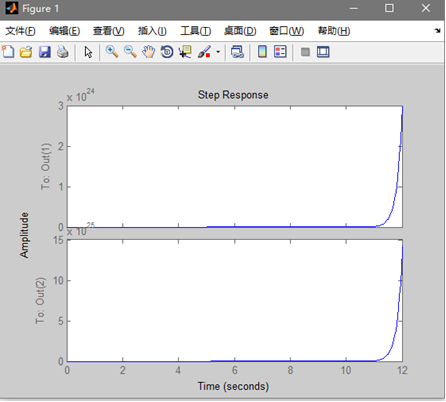 Figure 1
文件(F) 编辑(E) 查看(V) 插入(I) 工具(T) 桌面(D) 窗口(W) 帮助(H)
Step Response
x 10^24
3
2
1
0
To: Out(1)
Amplitude
x 10^25
15
10
5
0
To: Out(2)
0 2 4 6 8 10 12
Time (seconds)